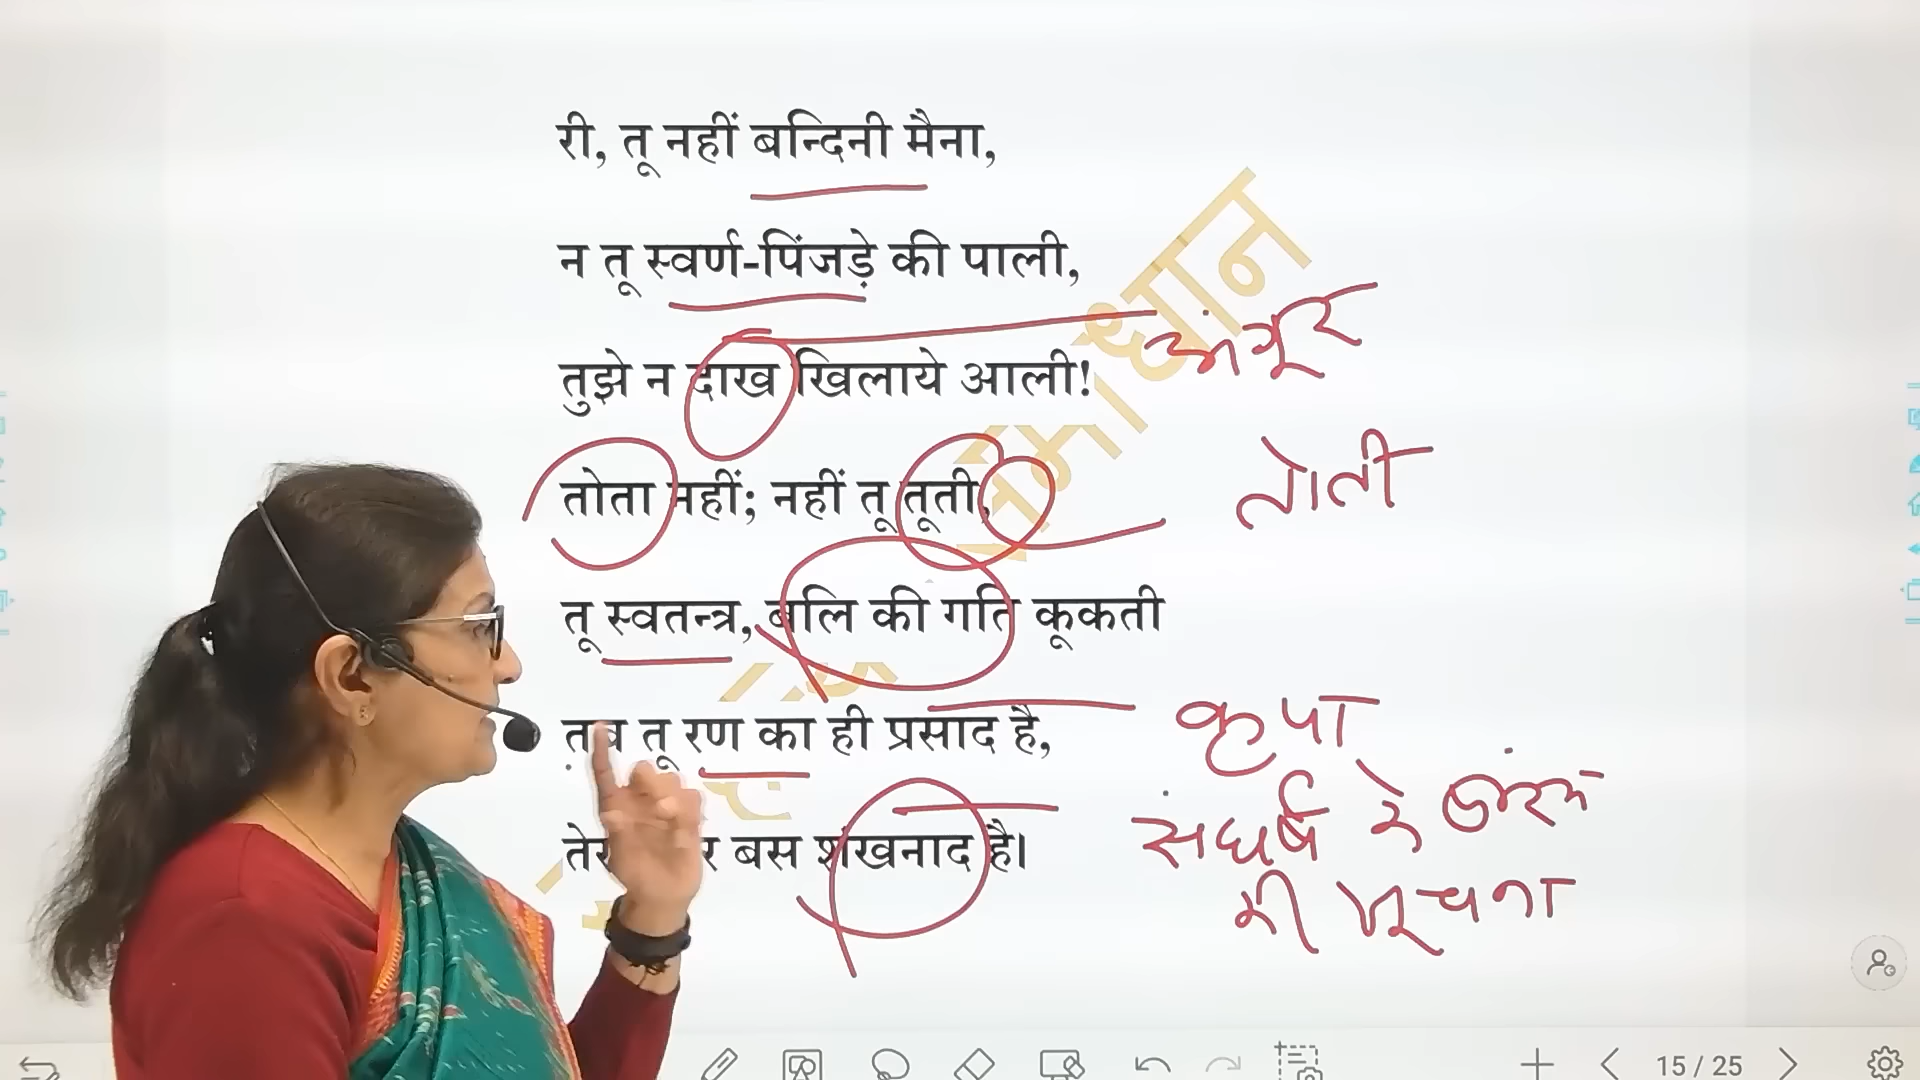 री, तू नहीं बन्दिनी मैना,
न तू स्वर्ण-पिंजड़े की पाली,
तुझे न दाख खिलाये आली!
अंगूर
तोता नहीं; नहीं तू तूती,
तोती
तू स्वतन्त्र, बलि की गति कूकती
तब तू रण का ही प्रसाद है,
कृपा
बस शंखनाद है।
संघर्ष के
की सूचना
15 / 25